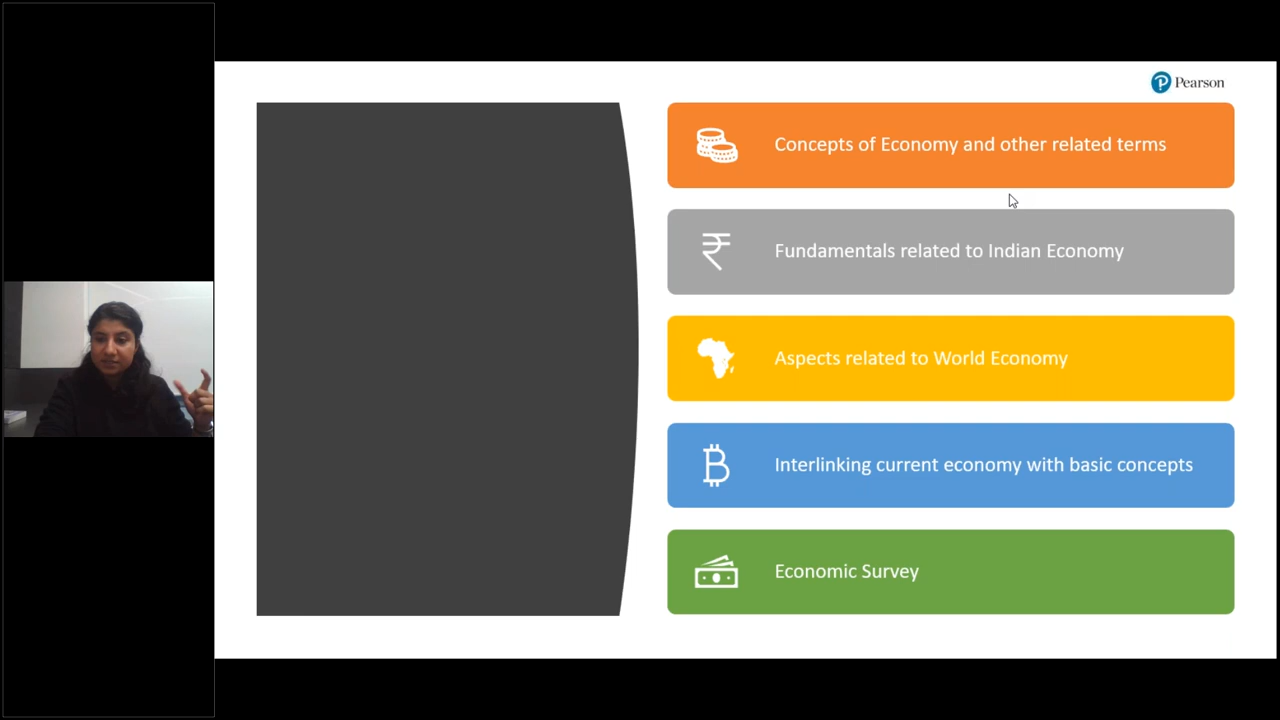 Pearson
Concepts of Economy and other related terms
Fundamentals related to Indian Economy
Aspects related to World Economy
Interlinking current economy with basic concepts
Economic Survey